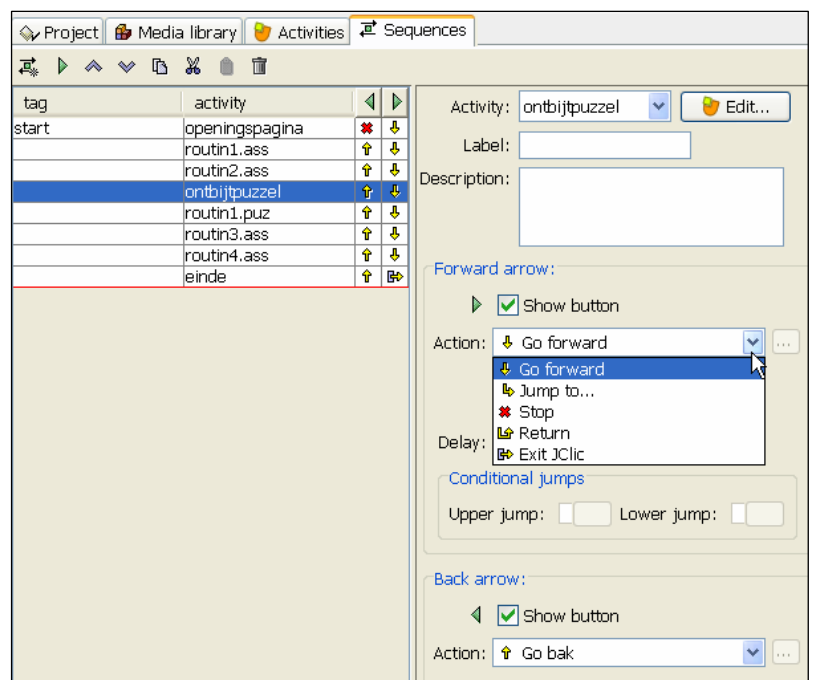 Project Media library Activities Sequences
tag activity
start openingspagina
routin1.ass
routin2.ass
ontbijtpuzzel
routin1.puz
routin3.ass
routin4.ass
einde
Activity: ontbijtpuzzel Edit...
Label:
Description:
Forward arrow:
Show button
Action: Go forward ...
Go forward
Jump to...
Stop
Return
Exit JClic
Delay:
Conditional jumps
Upper jump: Lower jump:
Back arrow:
Show button
Action: Go bak ...